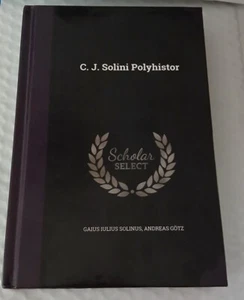 C. J. Solini Polyhistor
Scholar
SELECT
GAIUS JULIUS SOLINUS, ANDREAS GÖTZ